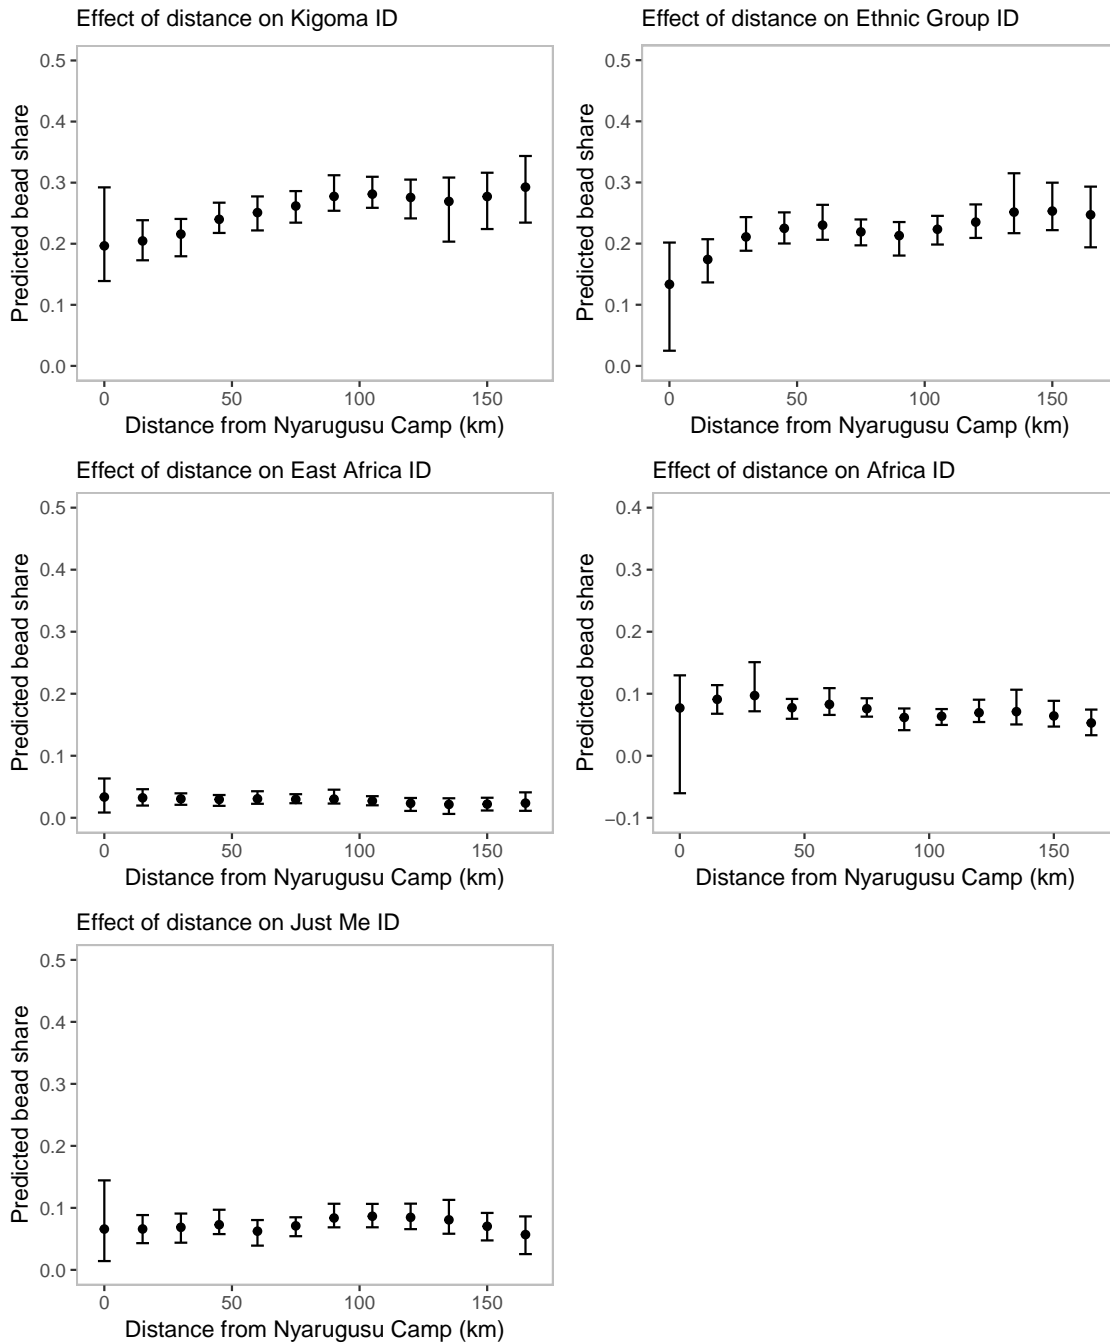 Effect of distance on Kigoma ID
Predicted bead share
0.5
0.4
0.3
0.2
0.1
0.0
0 50 100 150
Distance from Nyarugusu Camp (km)
Effect of distance on Ethnic Group ID
Predicted bead share
0.5
0.4
0.3
0.2
0.1
0.0
0 50 100 150
Distance from Nyarugusu Camp (km)
Effect of distance on East Africa ID
Predicted bead share
0.5
0.4
0.3
0.2
0.1
0.0
0 50 100 150
Distance from Nyarugusu Camp (km)
Effect of distance on Africa ID
Predicted bead share
0.4
0.3
0.2
0.1
0.0
−0.1
0 50 100 150
Distance from Nyarugusu Camp (km)
Effect of distance on Just Me ID
Predicted bead share
0.5
0.4
0.3
0.2
0.1
0.0
0 50 100 150
Distance from Nyarugusu Camp (km)